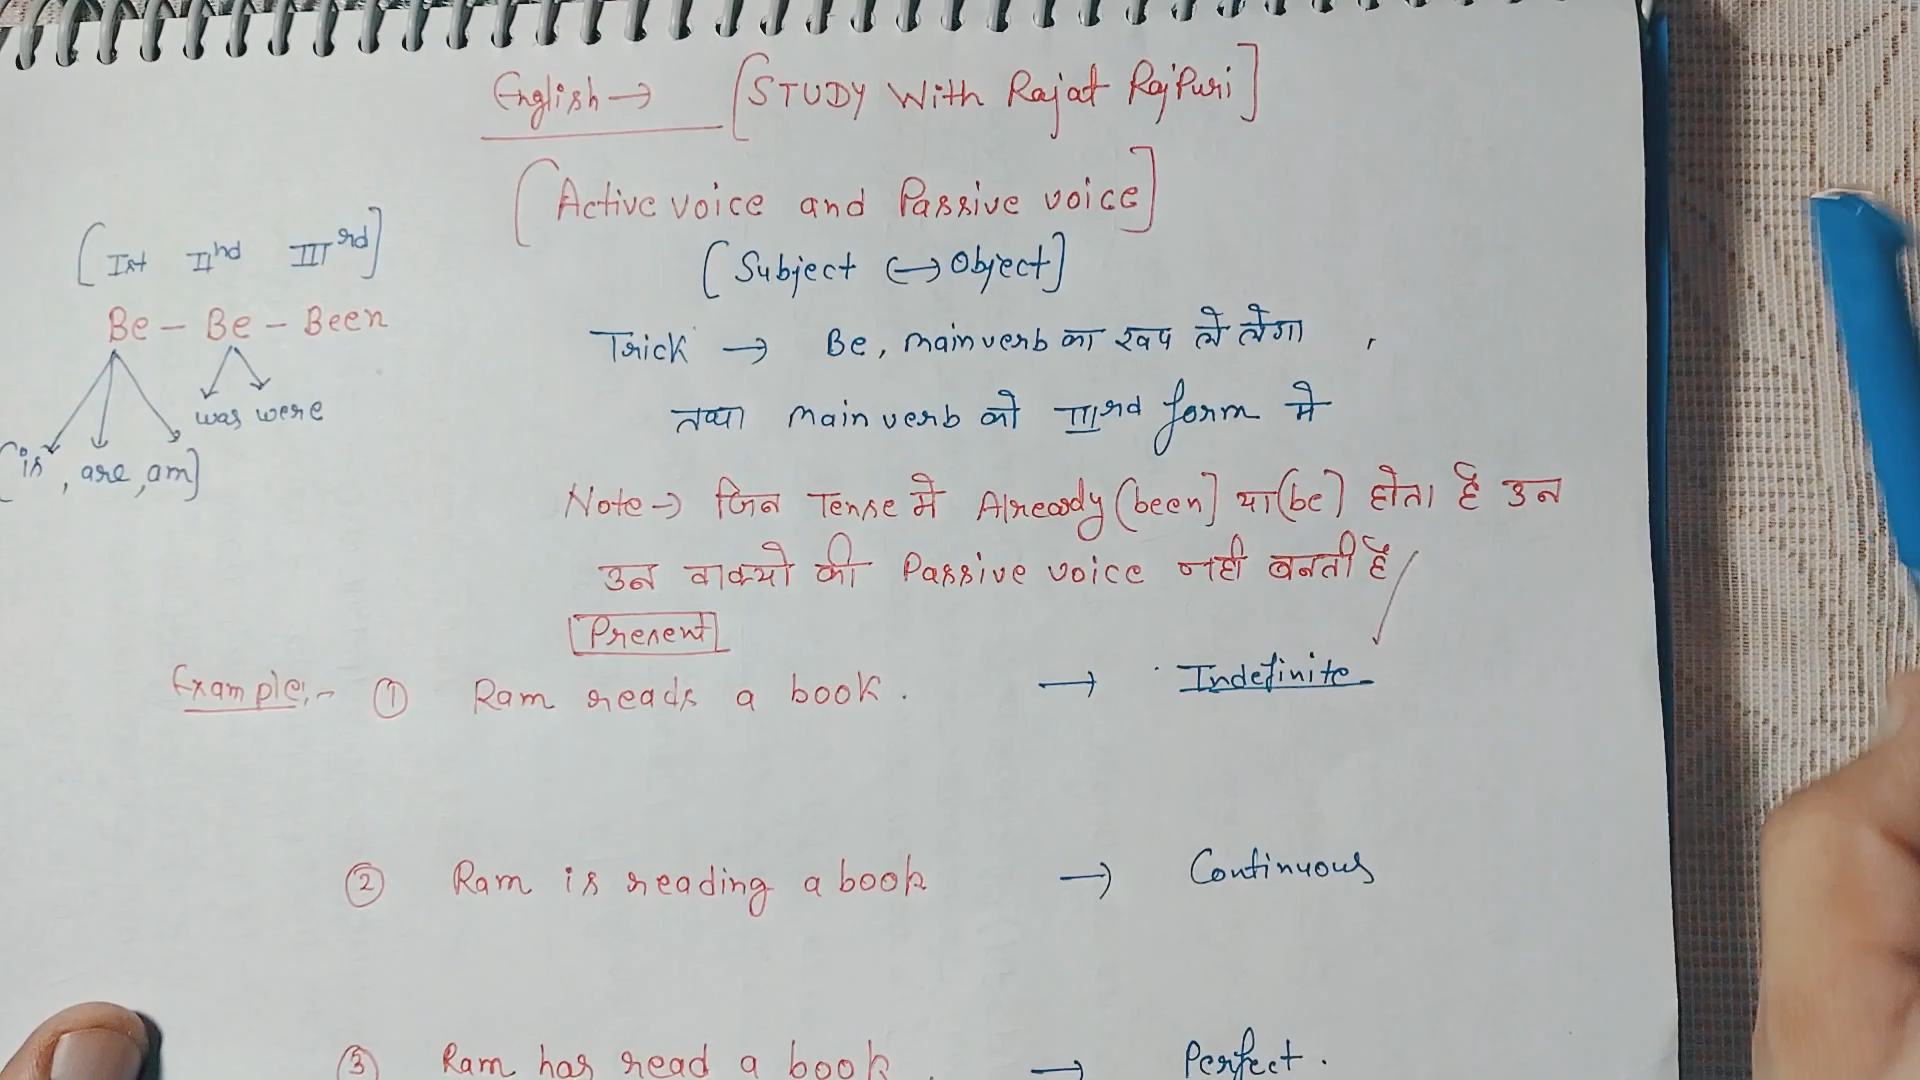 English → [STUDY With Rajat RajPuri]
[Active voice and Passive voice]
[Subject ↔ Object]
[Ist IInd IIIrd]
Be – Be – Been
was were
[is, are, am]
Trick → Be, main verb का रूप ले लेगा
तथा main verb को IIIrd form मे
Note → जिन Tense मे Already (been] या (be] होता है उन
उन वाक्यो की Passive voice नही बनती है
Present
Example:- ① Ram reads a book. → Indefinite
② Ram is reading a book → Continuous
③ Ram has read a book. → Perfect.